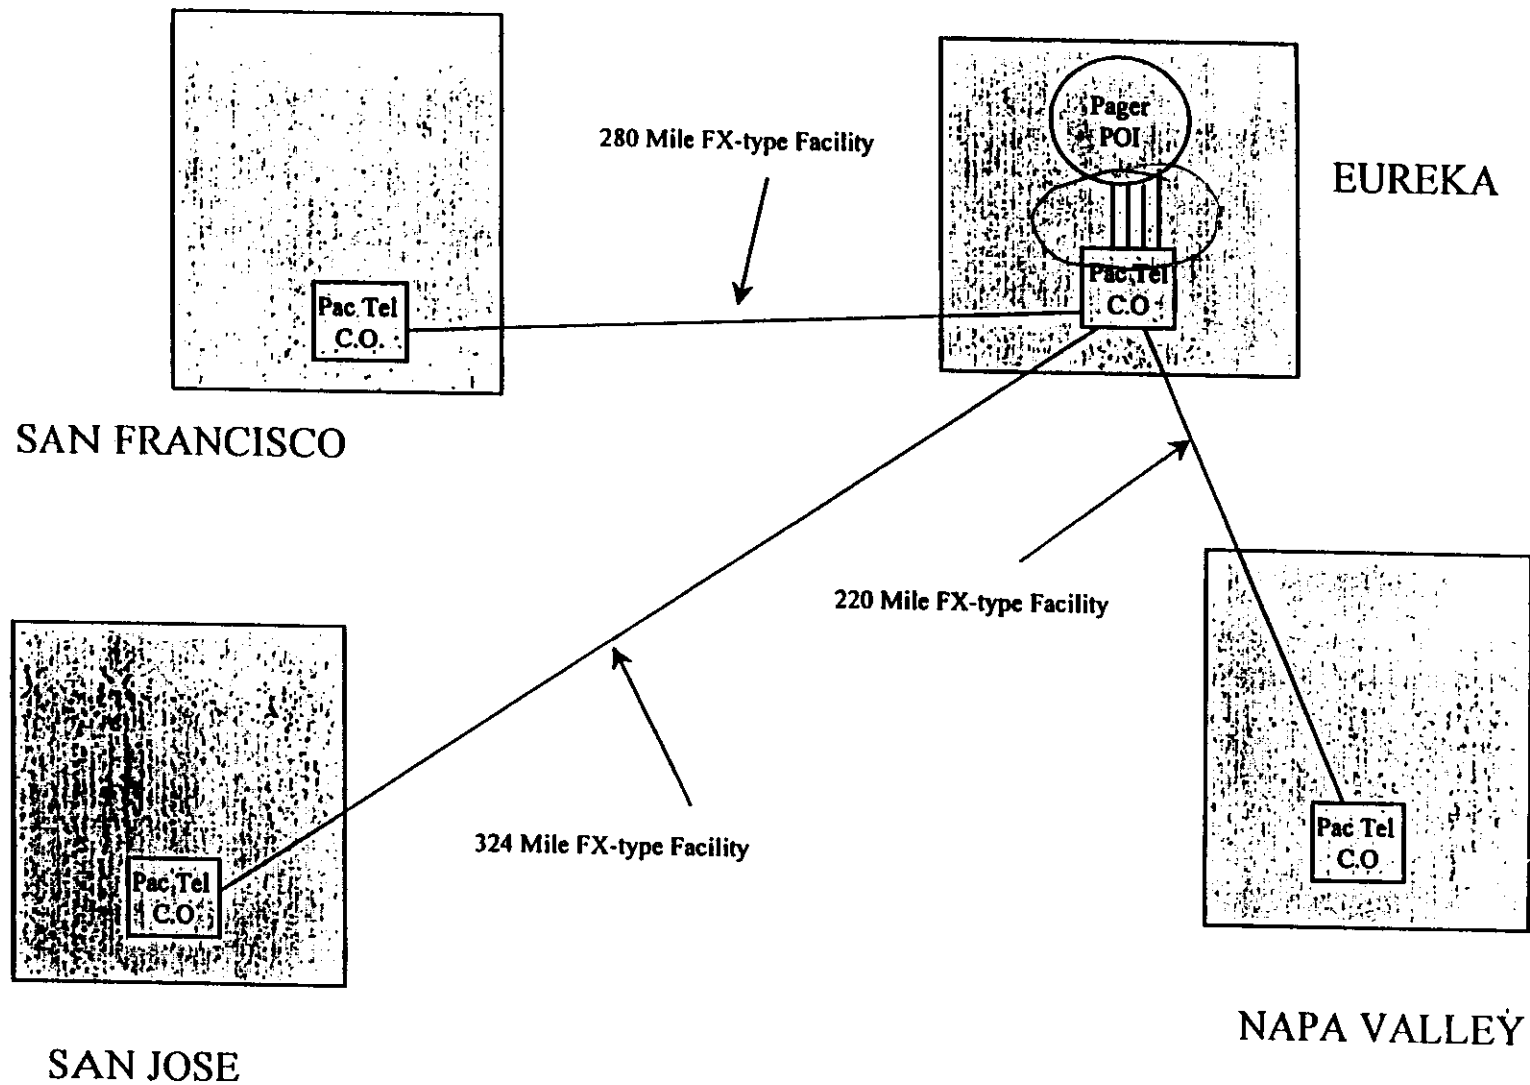 280 Mile FX-type Facility
Pager
POI
EUREKA
Pac Tel
C.O
Pac Tel
C.O.
SAN FRANCISCO
220 Mile FX-type Facility
324 Mile FX-type Facility
Pac Tel
C.O
Pac Tel
C.O
NAPA VALLEY
SAN JOSE